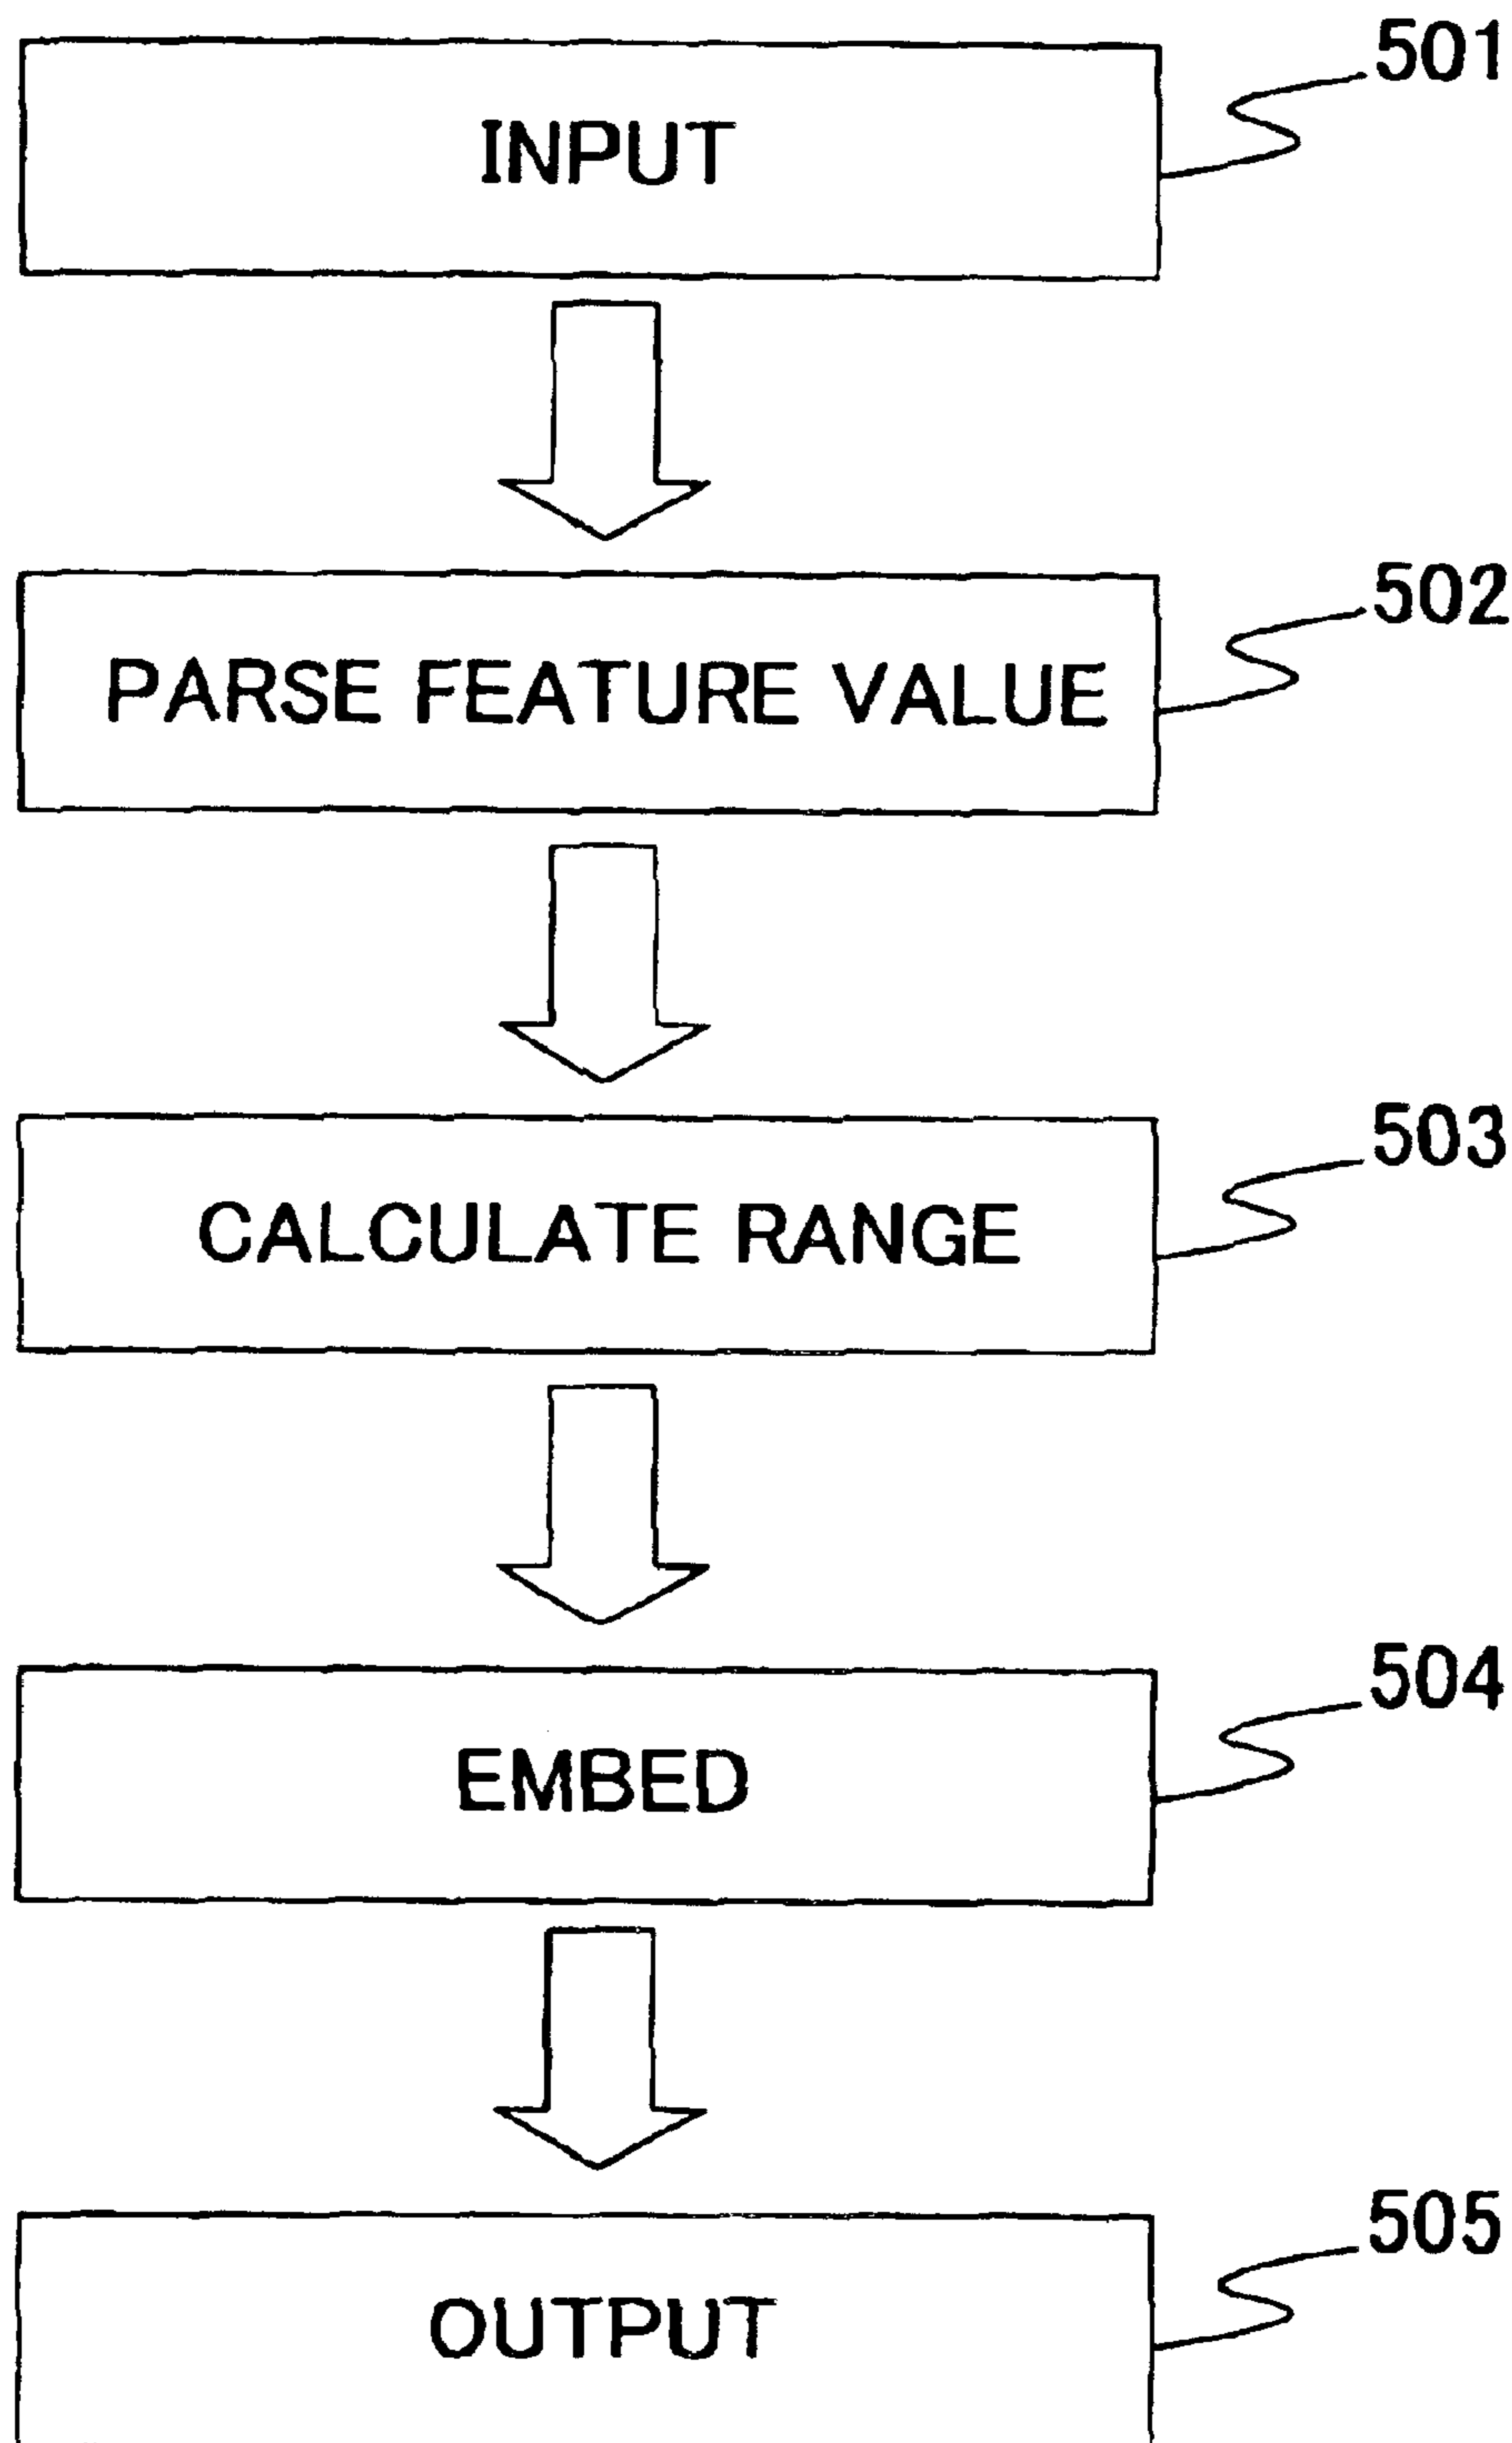 501
INPUT
502
PARSE FEATURE VALUE
503
CALCULATE RANGE
504
EMBED
505
OUTPUT